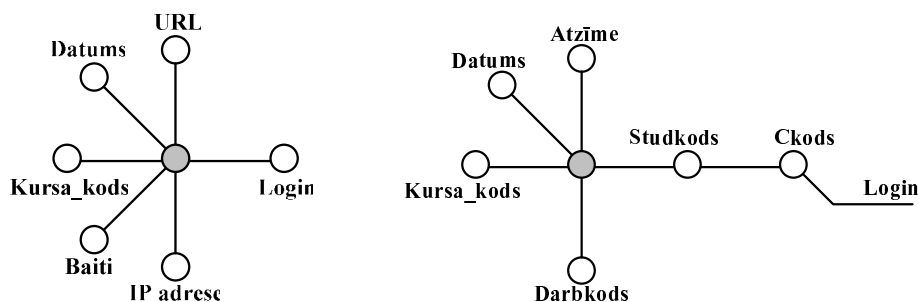 URL
Datums
Kursa_kods
Login
Baiti
IP adrese
Atzīme
Datums
Studkods
Ckods
Kursa_kods
Login
Darbkods